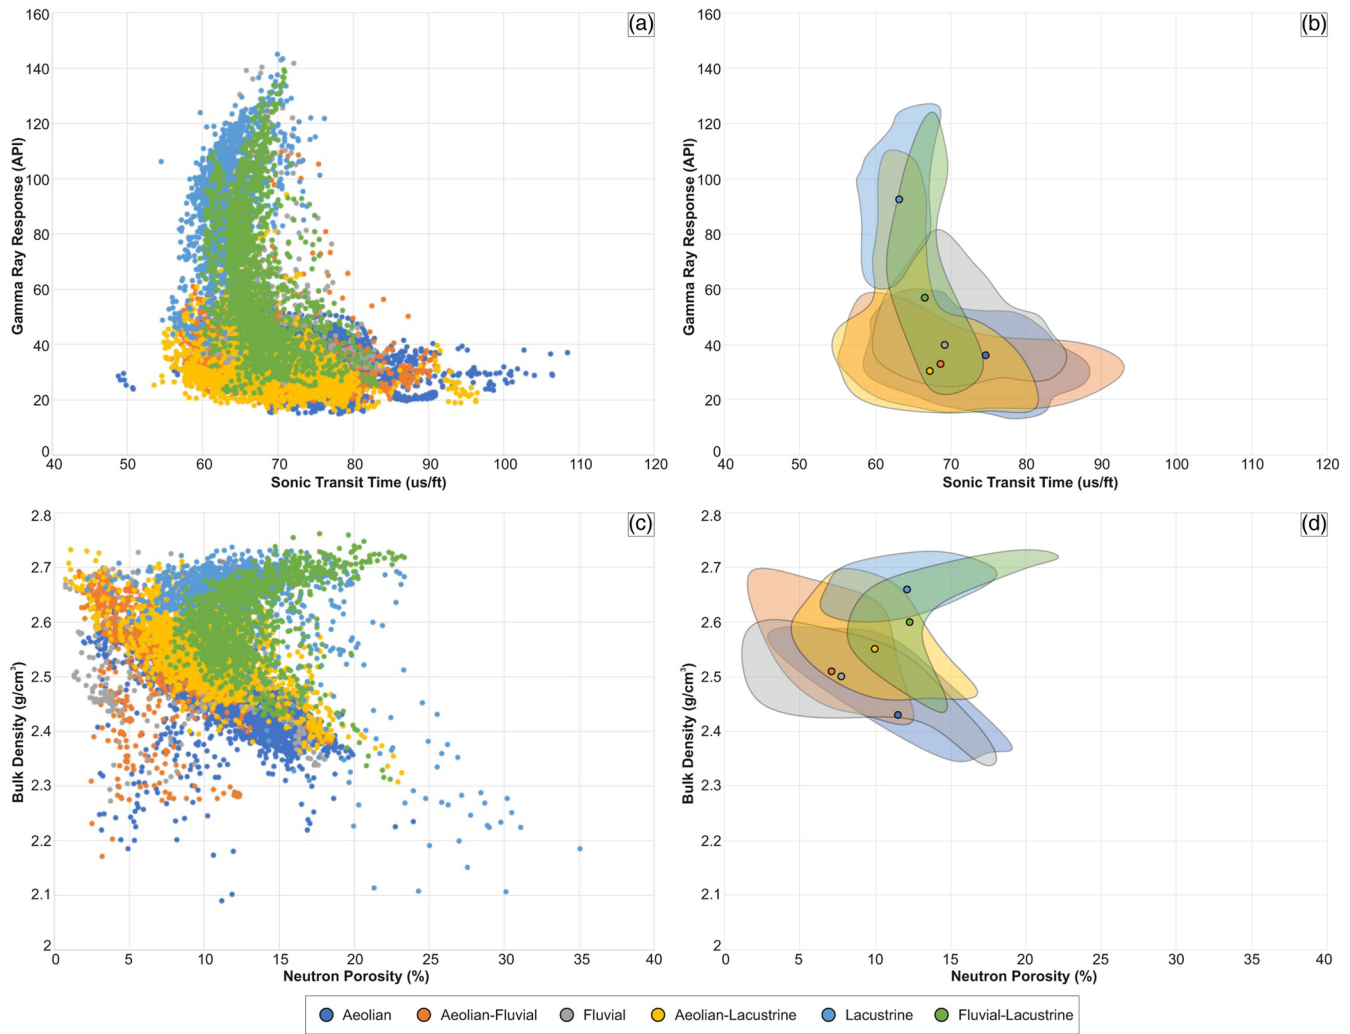 (a)
160
140
120
100
80
60
40
20
0
Gamma Ray Response (API)
40 50 60 70 80 90 100 110 120
Sonic Transit Time (us/ft)
(b)
160
140
120
100
80
60
40
20
0
Gamma Ray Response (API)
40 50 60 70 80 90 100 110 120
Sonic Transit Time (us/ft)
(c)
2.8
2.7
2.6
2.5
2.4
2.3
2.2
2.1
2
Bulk Density (g/cm³)
0 5 10 15 20 25 30 35 40
Neutron Porosity (%)
(d)
2.8
2.7
2.6
2.5
2.4
2.3
2.2
2.1
2
Bulk Density (g/cm³)
0 5 10 15 20 25 30 35 40
Neutron Porosity (%)
Aeolian Aeolian-Fluvial Fluvial Aeolian-Lacustrine Lacustrine Fluvial-Lacustrine